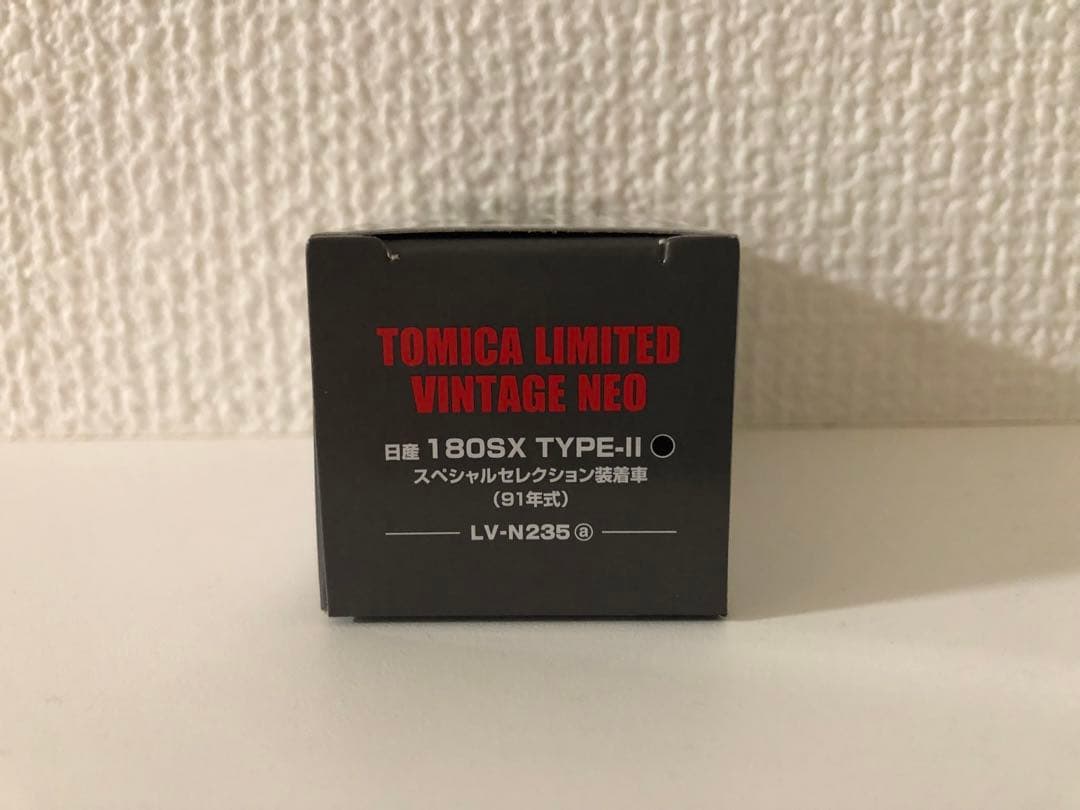 TOMICA LIMITED
VINTAGE NEO
日産 180SX TYPE-II ●
スペシャルセレクション装着車
（91年式）
LV-N235ⓐ